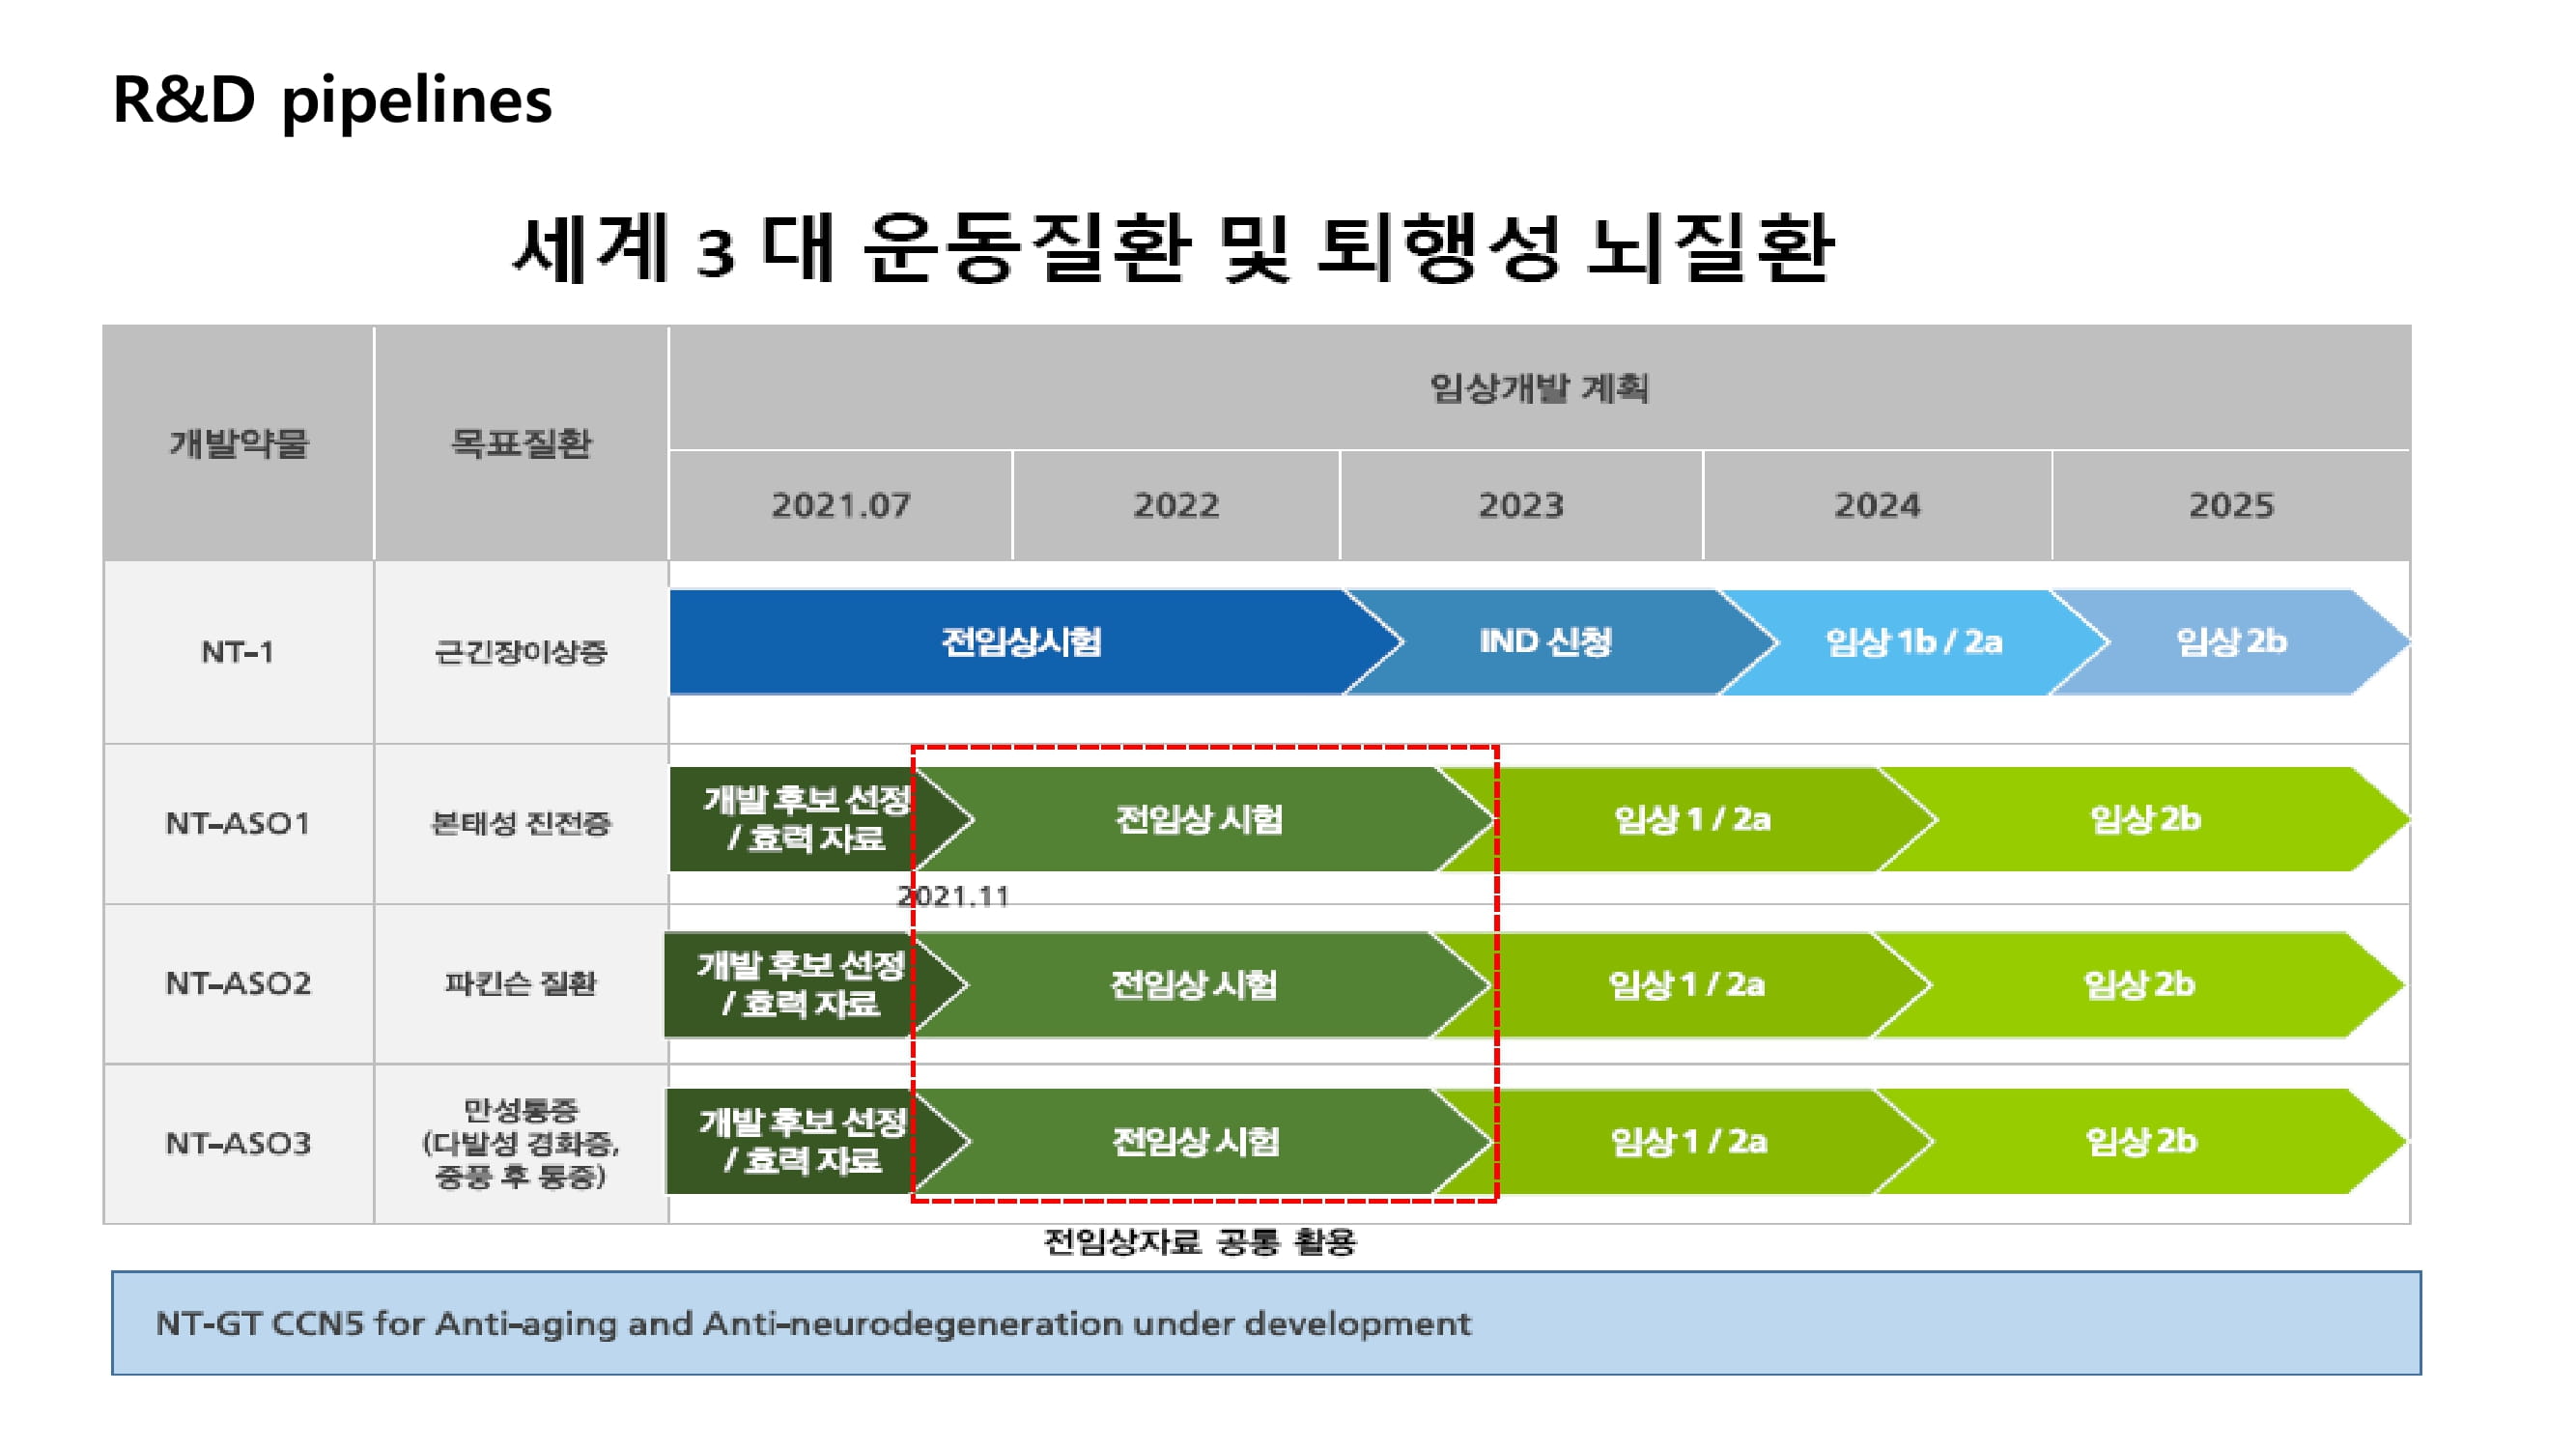 R&D pipelines
세계 3 대 운동질환 및 퇴행성 뇌질환
개발약물
목표질환
임상개발 계획
2021.07
2022
2023
2024
2025
NT-1
근긴장이상증
전임상시험
IND 신청
임상 1b / 2a
임상 2b
NT-ASO1
본태성 진전증
개발 후보 선정
/ 효력 자료
전임상 시험
임상 1 / 2a
임상 2b
2021.11
NT-ASO2
파킨슨 질환
개발 후보 선정
/ 효력 자료
전임상 시험
임상 1 / 2a
임상 2b
NT-ASO3
만성통증
(다발성 경화증,
중풍 후 통증)
개발 후보 선정
/ 효력 자료
전임상 시험
임상 1 / 2a
임상 2b
전임상자료 공통 활용
NT-GT CCN5 for Anti-aging and Anti-neurodegeneration under development